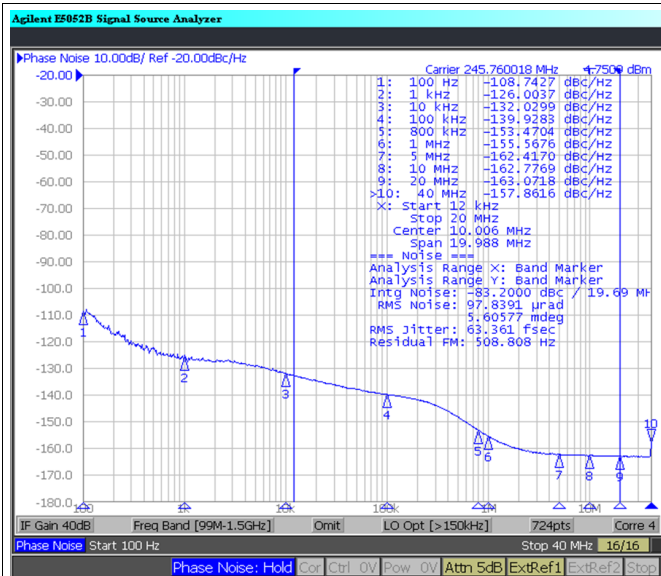 Agilent E5052B Signal Source Analyzer
Phase Noise 10.00dB/ Ref -20.00dBc/Hz
Carrier 245.760018 MHz 4.7509 dBm
-20.00
-30.00
-40.00
-50.00
-60.00
-70.00
-80.00
-90.00
-100.0
-110.0
-120.0
-130.0
-140.0
-150.0
-160.0
-170.0
-180.0
1: 100 Hz -108.7427 dBc/Hz
2: 1 kHz -126.0037 dBc/Hz
3: 10 kHz -132.0299 dBc/Hz
4: 100 kHz -139.9283 dBc/Hz
5: 800 kHz -153.4704 dBc/Hz
6: 1 MHz -155.5676 dBc/Hz
7: 5 MHz -162.4170 dBc/Hz
8: 10 MHz -162.7769 dBc/Hz
9: 20 MHz -163.0718 dBc/Hz
>10: 40 MHz -157.8616 dBc/Hz
X: Start 12 kHz
Stop 20 MHz
Center 10.006 MHz
Span 19.988 MHz
=== Noise ===
Analysis Range X: Band Marker
Analysis Range Y: Band Marker
Intg Noise: -83.2000 dBc / 19.69 MH
RMS Noise: 97.8391 µrad
5.60577 mdeg
RMS Jitter: 63.361 fsec
Residual FM: 508.808 Hz
1
2
3
4
5
6
7
8
9
10
100 1k 10k 100k 1M 10M
IF Gain 40dB Freq Band [99M-1.5GHz] Omit LO Opt [>150kHz] 724pts Corre 4
Phase Noise Start 100 Hz Stop 40 MHz 16/16
Phase Noise: Hold Cor Ctrl 0V Pow 0V Attn 5dB ExtRef1 ExtRef2 Stop